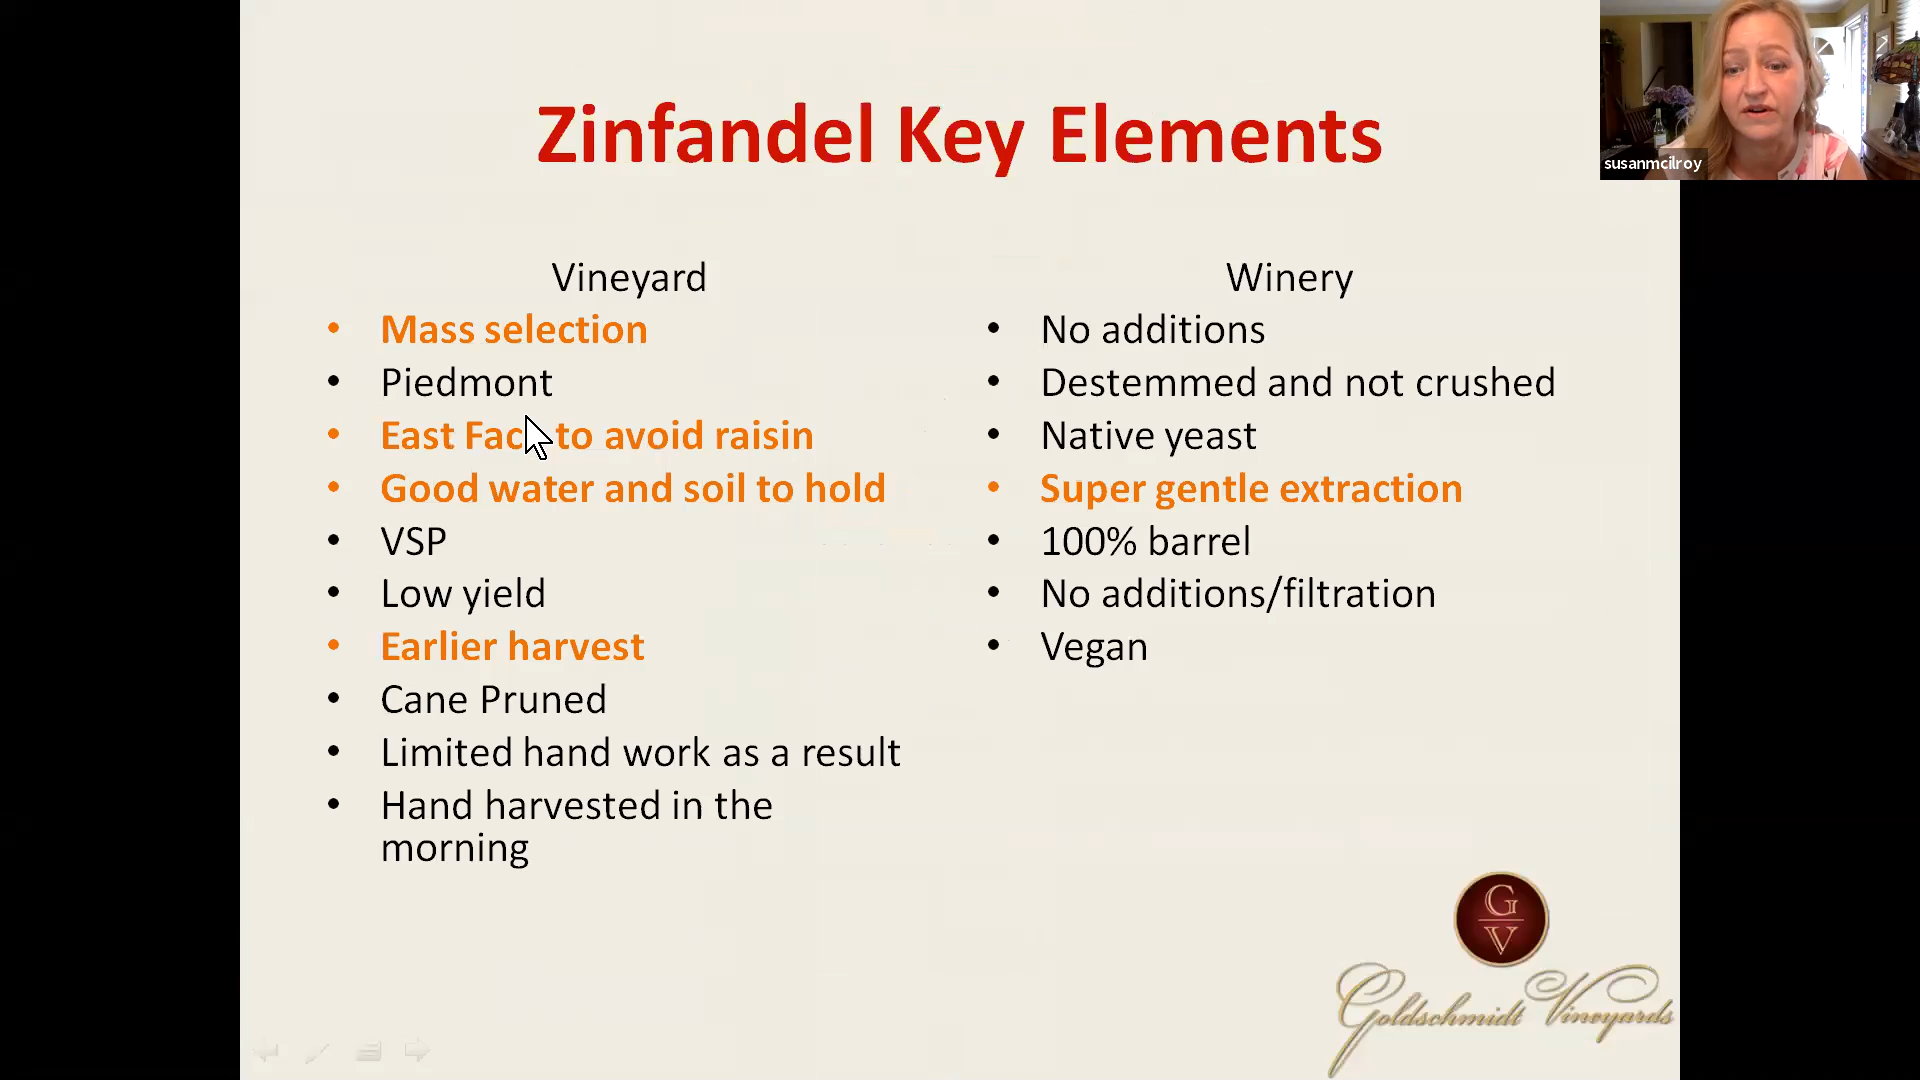 Zinfandel Key Elements
susanmcilroy
Vineyard
• Mass selection
• Piedmont
• East Fac to avoid raisin
• Good water and soil to hold
• VSP
• Low yield
• Earlier harvest
• Cane Pruned
• Limited hand work as a result
• Hand harvested in the
morning
Winery
• No additions
• Destemmed and not crushed
• Native yeast
• Super gentle extraction
• 100% barrel
• No additions/filtration
• Vegan
G
V
Goldschmidt Vineyards